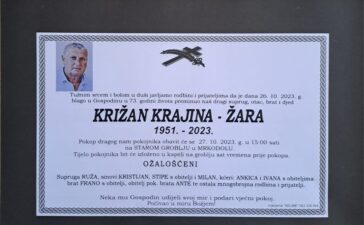 Tužnim srcem i bolom u duši javljamo rodbini i prijateljima da je dana 26. 10. 2023. g.
blago u Gospodinu u 73. godini života preminuo naš dragi suprug, otac, brat i djed
KRIŽAN KRAJINA - ŽARA
1951. - 2023.
Pokop dragog nam pokojnika obavit će se 27. 10. 2023. g. u 15:00 sati
na STAROM GROBLJU u MRKODOLU.
Tijelo pokojnika bit će izloženo u kapeli na groblju sat vremena prije pokopa.
OŽALOŠĆENI
Supruga RUŽA, sinovi KRISTIJAN, STIPE s obitelji i MILAN, kćeri: ANKICA i IVANA s obiteljima
brat FRANO s obitelji, obitelj pok. brata ANTE te ostala mnogobrojna rodbina i prijatelji.
Neka mu Gospodin udijeli svoj mir i podari vječni pokoj.
Počivao u miru Božjem!